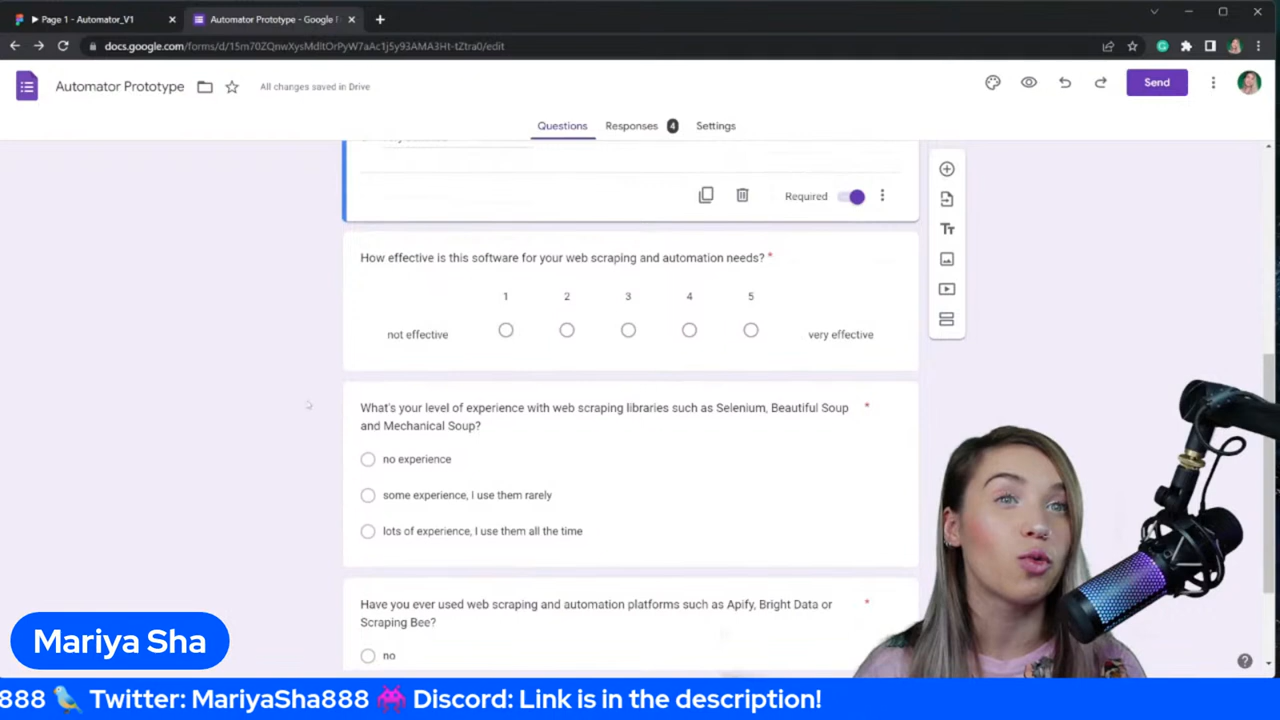 Page 1 - Automator_V1
Automator Prototype - Google F
docs.google.com/forms/d/15m70ZQnwXysMdltOrPyW7aAc1j5y93AMA3Ht-tZtra0/edit
Automator Prototype
All changes saved in Drive
Send
Questions
Responses 4
Settings
Required
How effective is this software for your web scraping and automation needs? *
1 2 3 4 5
not effective
very effective
What's your level of experience with web scraping libraries such as Selenium, Beautiful Soup *
and Mechanical Soup?
no experience
some experience, I use them rarely
lots of experience, I use them all the time
Have you ever used web scraping and automation platforms such as Apify, Bright Data or *
Scraping Bee?
no
Mariya Sha
888 🐦 Twitter: MariyaSha888 👾 Discord: Link is in the description!